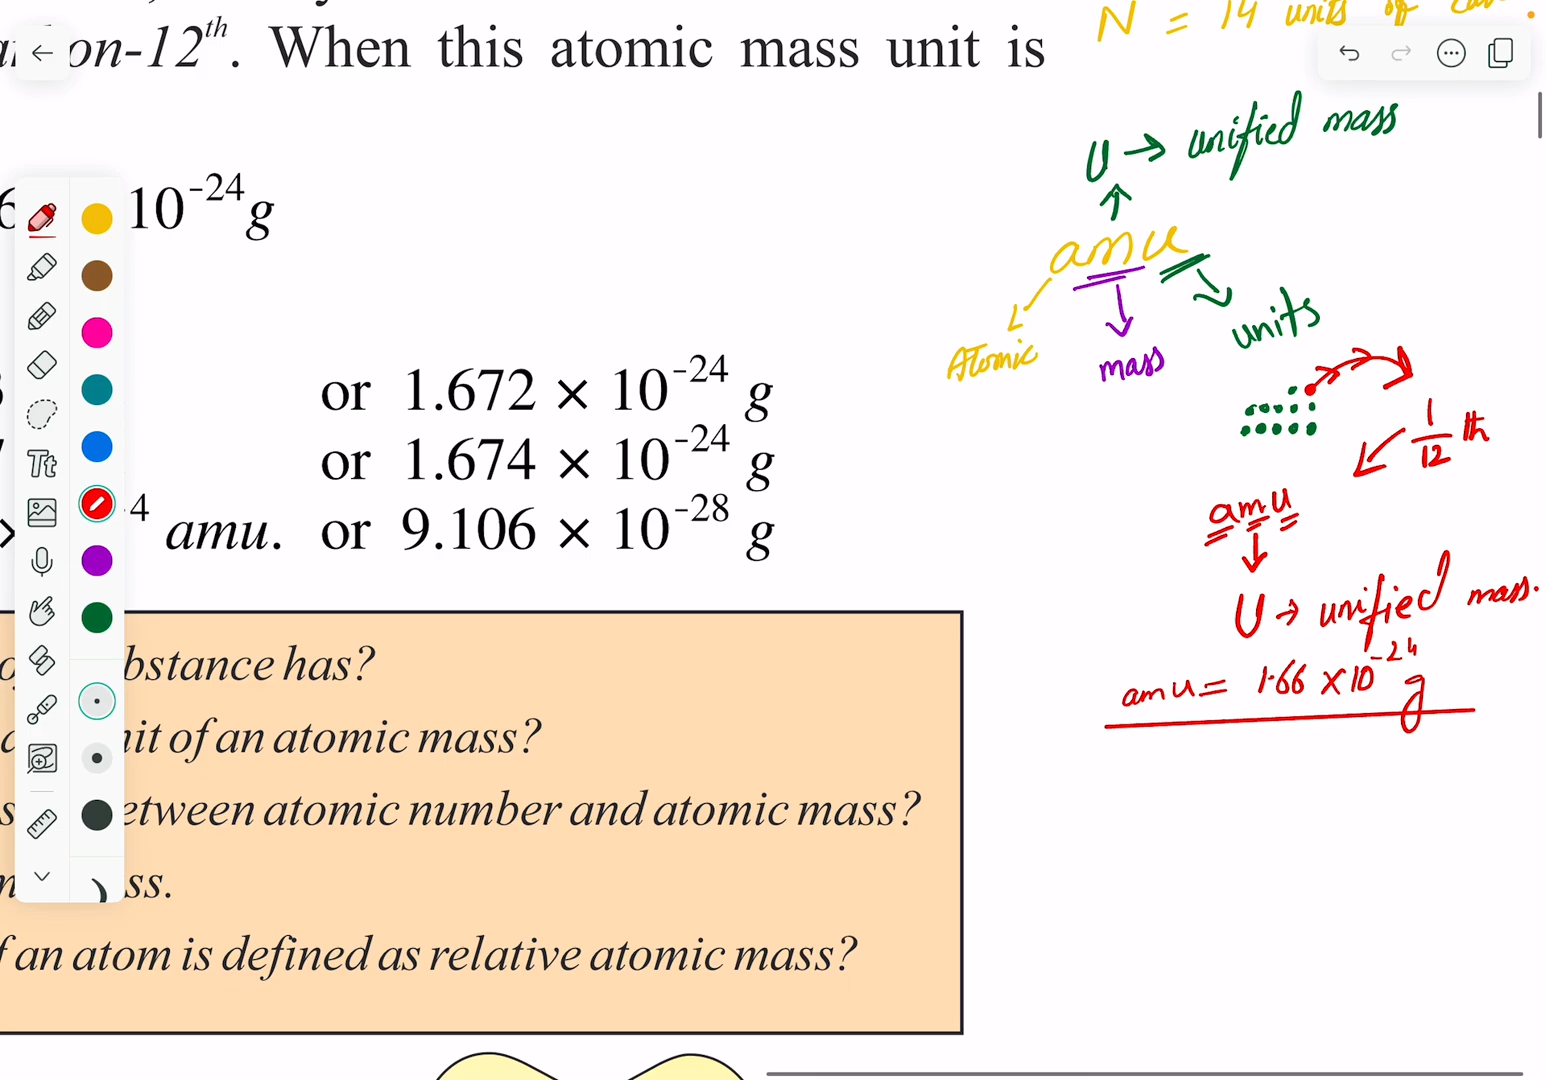 N = 14 units of
on-12th. When this atomic mass unit is
U → unified mass
10-24 g
amu
units
Atomic
mass
or 1.672 × 10-24 g
1/12 th
or 1.674 × 10-24 g
amu
4 amu. or 9.106 × 10-28 g
U → unified mass.
bstance has?
amu = 1.66 × 10-24 g
it of an atomic mass?
etween atomic number and atomic mass?
ss.
f an atom is defined as relative atomic mass?
Tt